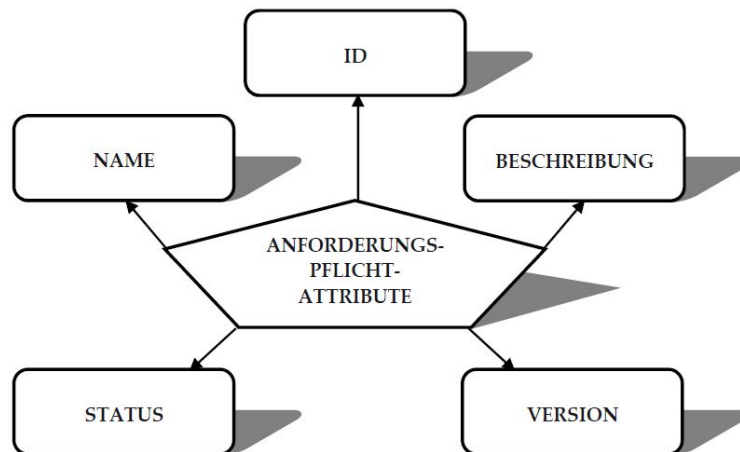 ID
NAME
BESCHREIBUNG
ANFORDERUNGS-
PFLICHT-
ATTRIBUTE
STATUS
VERSION